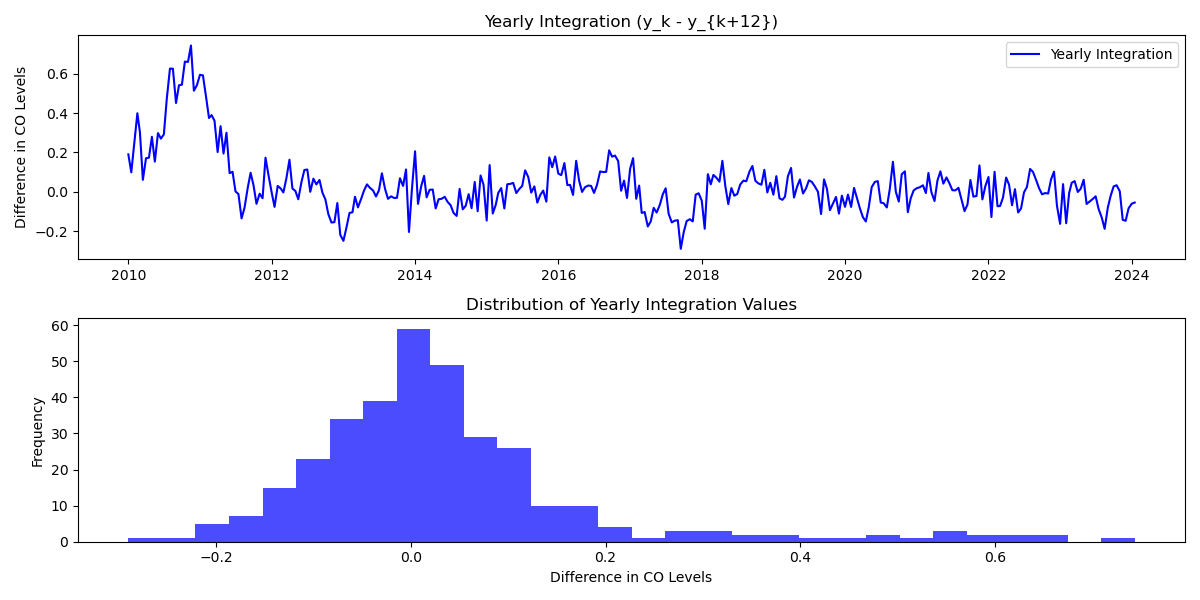 Yearly Integration (y_k - y_{k+12})
Difference in CO Levels
0.6
0.4
0.2
0.0
−0.2
Yearly Integration
2010 2012 2014 2016 2018 2020 2022 2024
Distribution of Yearly Integration Values
Frequency
60
50
40
30
20
10
0
−0.2 0.0 0.2 0.4 0.6
Difference in CO Levels